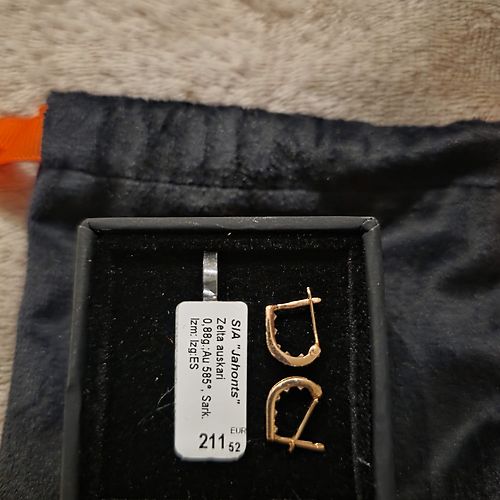 SIA "Jahonts"
Zelta auskari
0,88g.;Au 585°, Sark.
Izm: Izg:ES
EUR
211 52